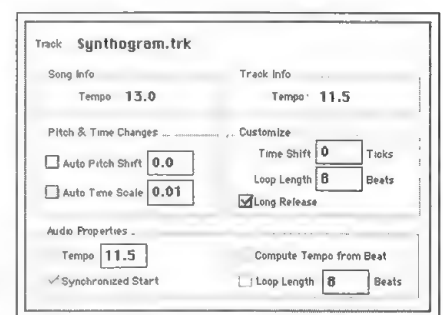 Track Synthogram.trk
Song Info Track Info
Tempo 13.0 Tempo 11.5
Pitch & Time Changes Customize
Auto Pitch Shift 0.0 Time Shift 0 Ticks
Auto Time Scale 0.01 Loop Length 8 Beats
Long Release
Audio Properties
Tempo 11.5 Compute Tempo from Beat
Synchronized Start Loop Length 8 Beats